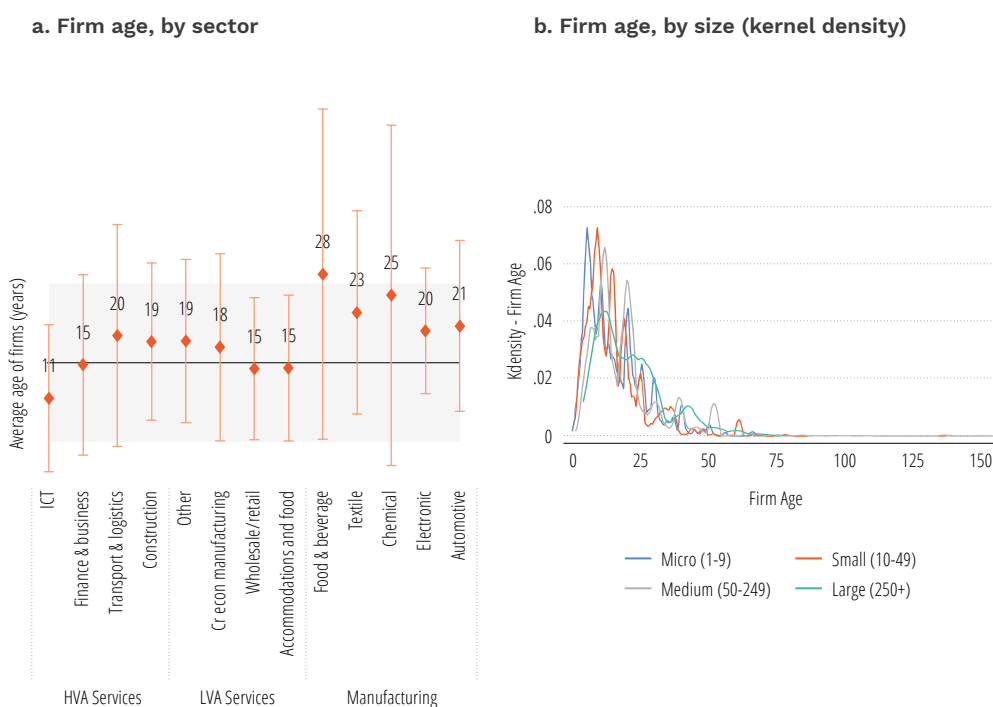 a. Firm age, by sector
Average age of firms (years)
11
15
20
19
19
18
15
15
28
23
25
20
21
ICT
Finance & business
Transport & logistics
Construction
Other
Cr econ manufacturing
Wholesale/retail
Accommodations and food
Food & beverage
Textile
Chemical
Electronic
Automotive
HVA Services
LVA Services
Manufacturing
b. Firm age, by size (kernel density)
Kdensity - Firm Age
.08
.06
.04
.02
0
0 25 50 75 100 125 150
Firm Age
Micro (1-9) Small (10-49)
Medium (50-249) Large (250+)